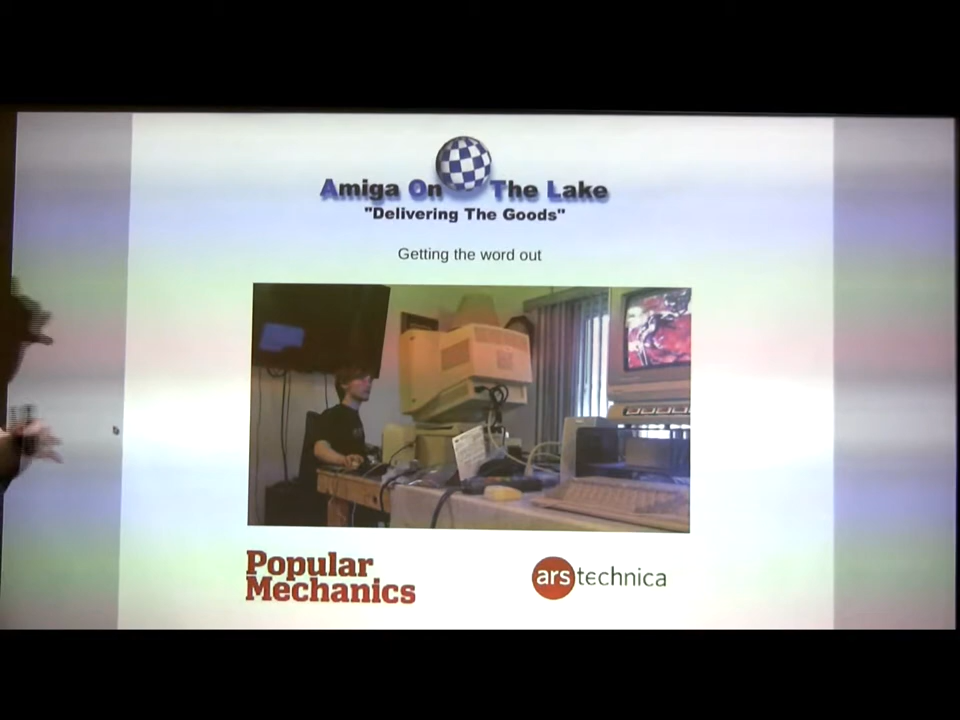 Amiga On The Lake
"Delivering The Goods"
Getting the word out
Popular
Mechanics
ars technica